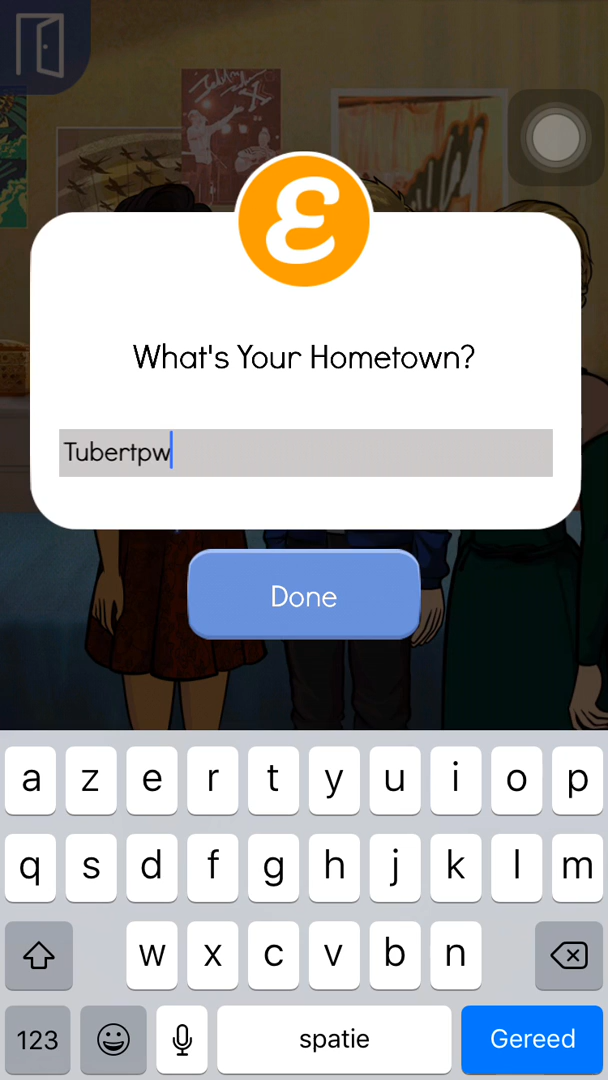 What's Your Hometown?
Tubertpw
Done
a z e r t y u i o p
q s d f g h j k l m
w x c v b n
123 spatie Gereed